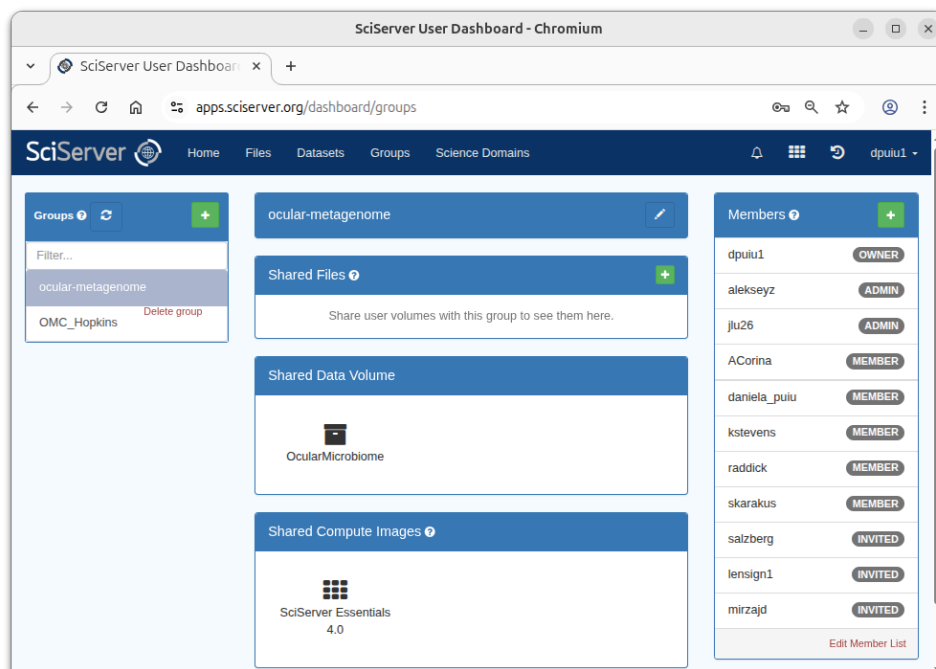 SciServer User Dashboard - Chromium
SciServer User Dashboar
apps.sciserver.org/dashboard/groups
SciServer Home Files Datasets Groups Science Domains dpuiu1
Groups
Filter...
ocular-metagenome
Delete group
OMC_Hopkins
ocular-metagenome
Shared Files
Share user volumes with this group to see them here.
Shared Data Volume
OcularMicrobiome
Shared Compute Images
SciServer Essentials
4.0
Members
dpuiu1 OWNER
alekseyz ADMIN
jlu26 ADMIN
ACorina MEMBER
daniela_puiu MEMBER
kstevens MEMBER
raddick MEMBER
skarakus MEMBER
salzberg INVITED
lensign1 INVITED
mirzajd INVITED
Edit Member List